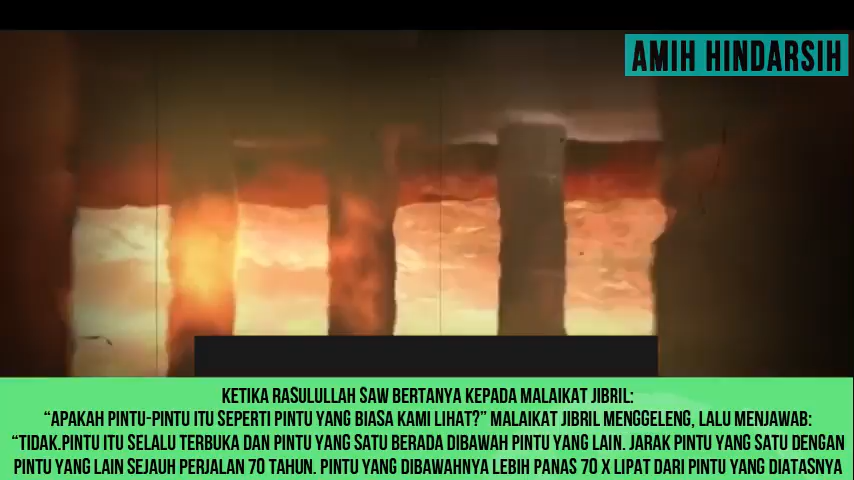 AMIH HINDARSIH
KETIKA RASULULLAH SAW BERTANYA KEPADA MALAIKAT JIBRIL:
“APAKAH PINTU-PINTU ITU SEPERTI PINTU YANG BIASA KAMI LIHAT?” MALAIKAT JIBRIL MENGGELENG, LALU MENJAWAB:
“TIDAK.PINTU ITU SELALU TERBUKA DAN PINTU YANG SATU BERADA DIBAWAH PINTU YANG LAIN. JARAK PINTU YANG SATU DENGAN
PINTU YANG LAIN SEJAUH PERJALAN 70 TAHUN. PINTU YANG DIBAWAHNYA LEBIH PANAS 70 X LIPAT DARI PINTU YANG DIATASNYA